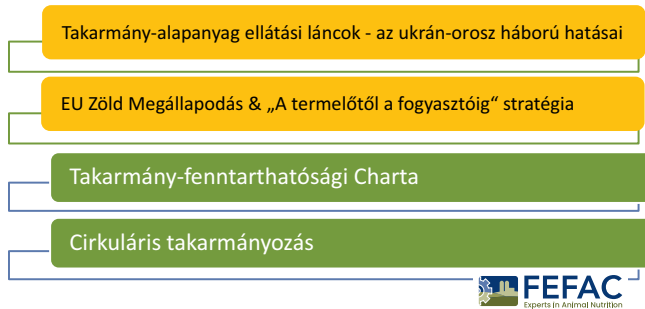 Takarmány-alapanyag ellátási láncok - az ukrán-orosz háború hatásai
EU Zöld Megállapodás & „A termelőtől a fogyasztóig“ stratégia
Takarmány-fenntarthatósági Charta
Cirkuláris takarmányozás
FEFAC
Experts in Animal Nutrition